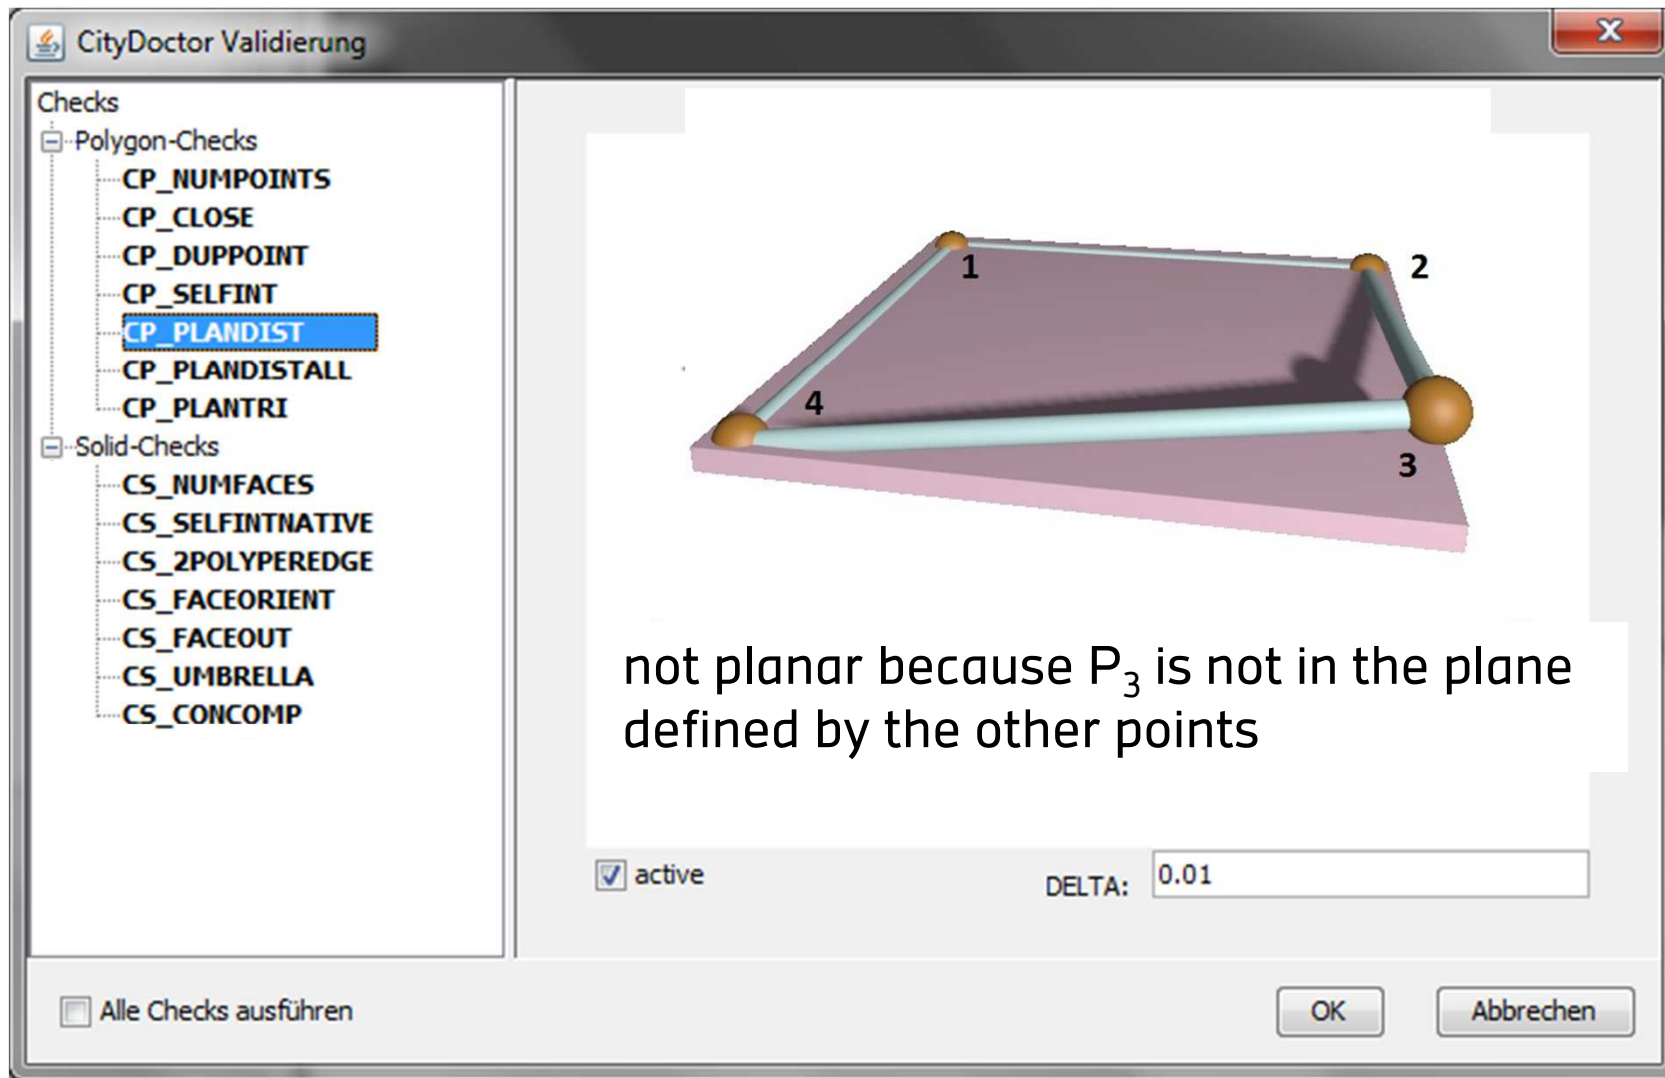 CityDoctor Validierung
Checks
Polygon-Checks
CP_NUMPOINTS
CP_CLOSE
CP_DUPPOINT
CP_SELFINT
CP_PLANDIST
CP_PLANDISTALL
CP_PLANTRI
Solid-Checks
CS_NUMFACES
CS_SELFINTNATIVE
CS_2POLYPEREDGE
CS_FACEORIENT
CS_FACEOUT
CS_UMBRELLA
CS_CONCOMP
1
2
4
3
not planar because P₃ is not in the plane
defined by the other points
active
DELTA: 0.01
Alle Checks ausführen
OK
Abbrechen